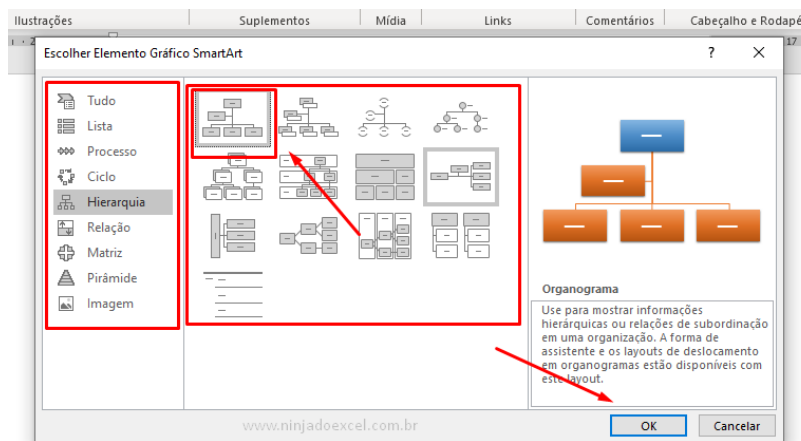 Ilustrações Suplementos Mídia Links Comentários Cabeçalho e Rodapé
17
Escolher Elemento Gráfico SmartArt ? ×
Tudo
Lista
Processo
Ciclo
Hierarquia
Relação
Matriz
Pirâmide
Imagem
Organograma
Use para mostrar informações
hierárquicas ou relações de subordinação
em uma organização. A forma de
assistente e os layouts de deslocamento
em organogramas estão disponíveis com
este layout.
www.ninjadoexcel.com.br
OK Cancelar